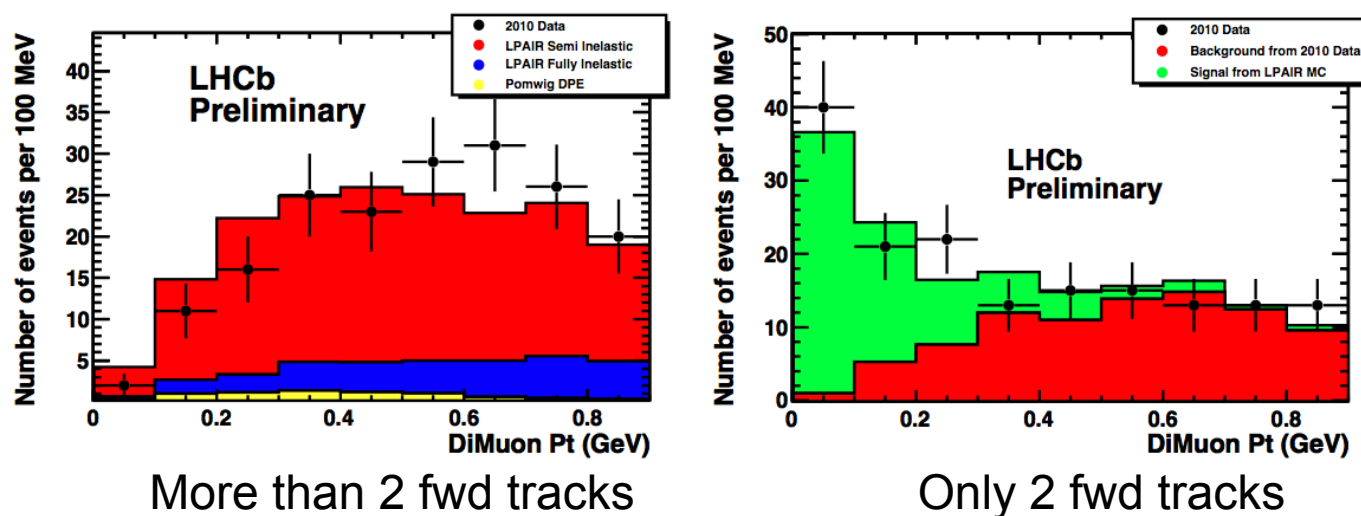 Number of events per 100 MeV
40
35
30
25
20
15
10
5
0
0.2
0.4
0.6
0.8
DiMuon Pt (GeV)
LHCb
Preliminary
2010 Data
LPAIR Semi Inelastic
LPAIR Fully Inelastic
Pomwig DPE
More than 2 fwd tracks
Number of events per 100 MeV
50
40
30
20
10
0
0
0.2
0.4
0.6
0.8
DiMuon Pt (GeV)
LHCb
Preliminary
2010 Data
Background from 2010 Data
Signal from LPAIR MC
Only 2 fwd tracks